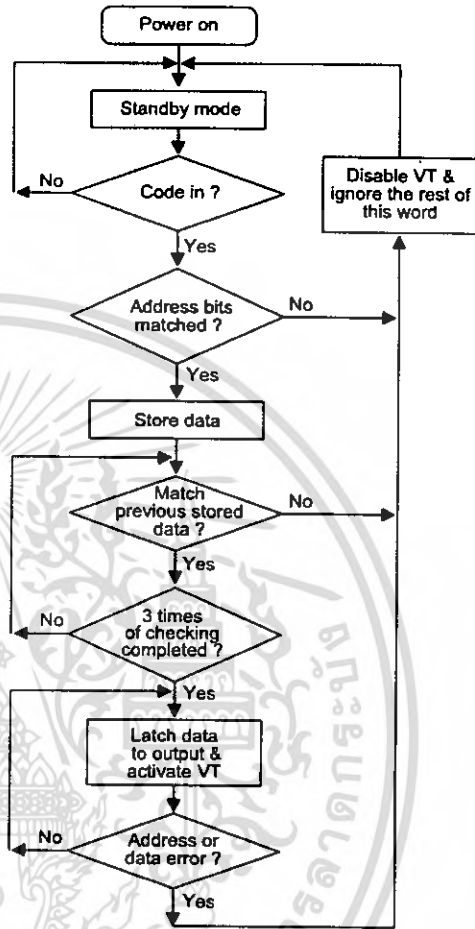 Power on
Standby mode
Code in ?
No
Yes
Disable VT &
ignore the rest of
this word
Address bits
matched ?
No
Yes
Store data
Match
previous stored
data ?
No
Yes
3 times
of checking
completed ?
No
Yes
Latch data
to output &
activate VT
Address or
data error ?
No
Yes